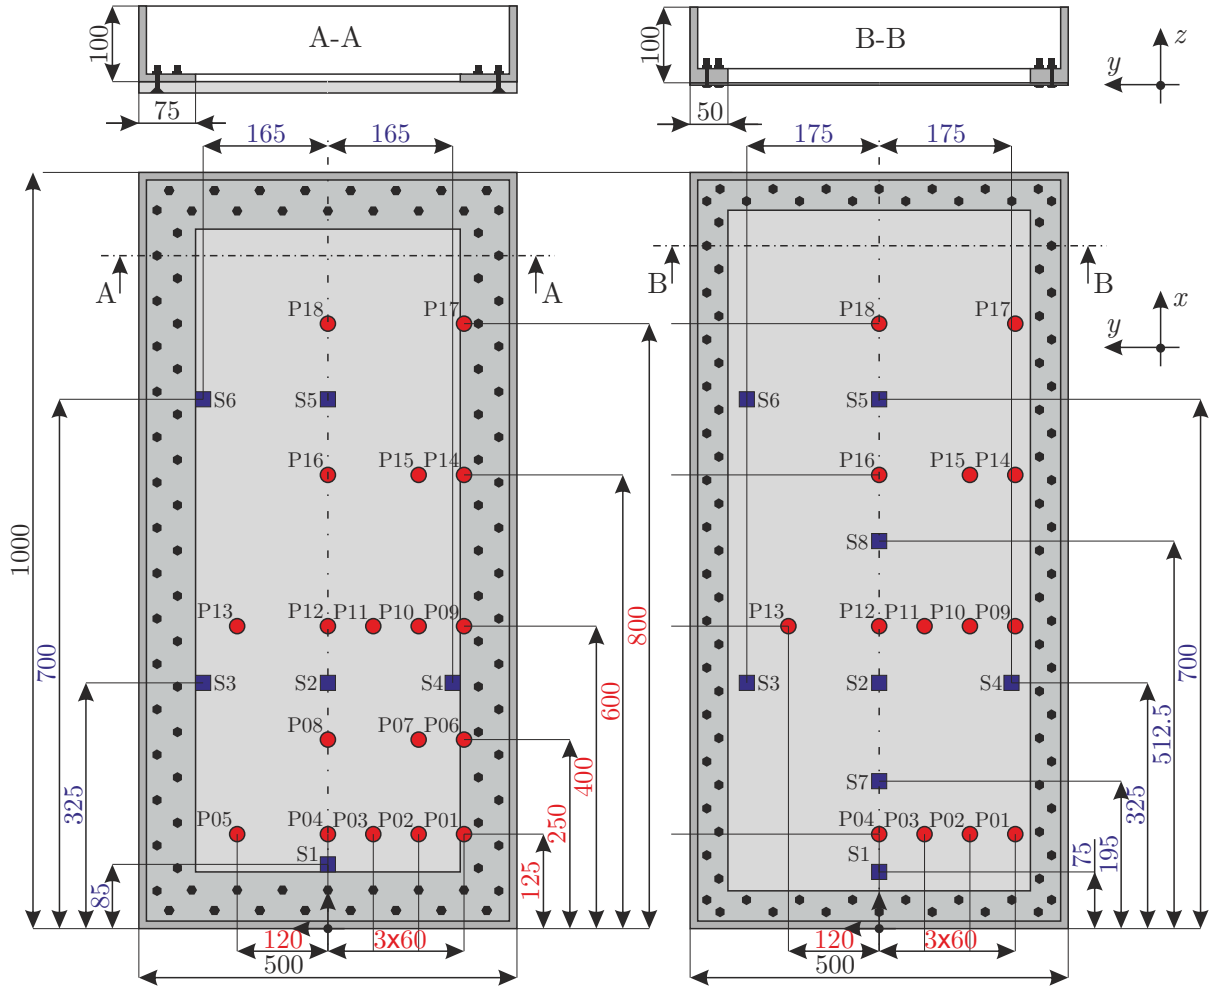 A-A
100
75
165
165
A
A
P18
P17
S6
S5
P16
P15
P14
P13
P12
P11
P10
P09
S3
S2
S4
P08
P07
P06
P05
P04
P03
P02
P01
S1
1000
700
325
85
125
250
400
600
800
120
3x60
500
B-B
100
50
175
175
z
y
x
y
B
B
P18
P17
S6
S5
P16
P15
P14
S8
P13
P12
P11
P10
P09
S3
S2
S4
S7
P04
P03
P02
P01
S1
75
195
325
512.5
700
120
3x60
500